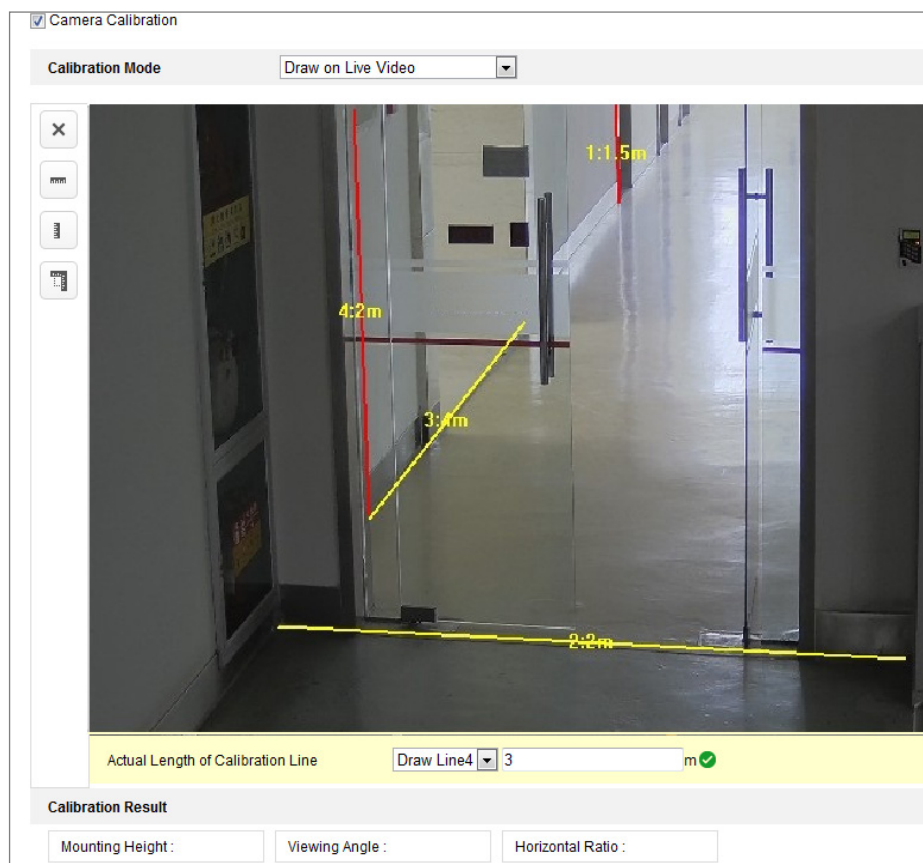 Camera Calibration
Calibration Mode
Draw on Live Video
1:1.5m
4:2m
3:4m
2:2m
Actual Length of Calibration Line
Draw Line4
3
m
Calibration Result
Mounting Height :
Viewing Angle :
Horizontal Ratio :